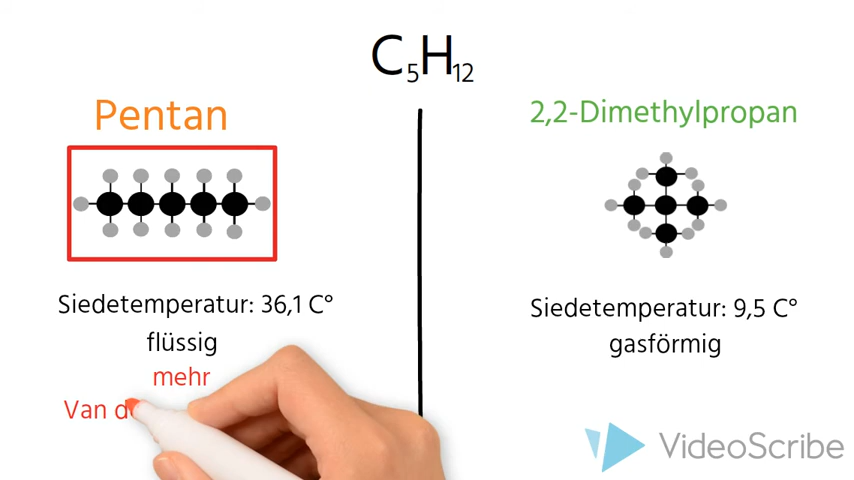 C₅H₁₂
Pentan
Siedetemperatur: 36,1 C°
flüssig
mehr
Van d
2,2-Dimethylpropan
Siedetemperatur: 9,5 C°
gasförmig
VideoScribe